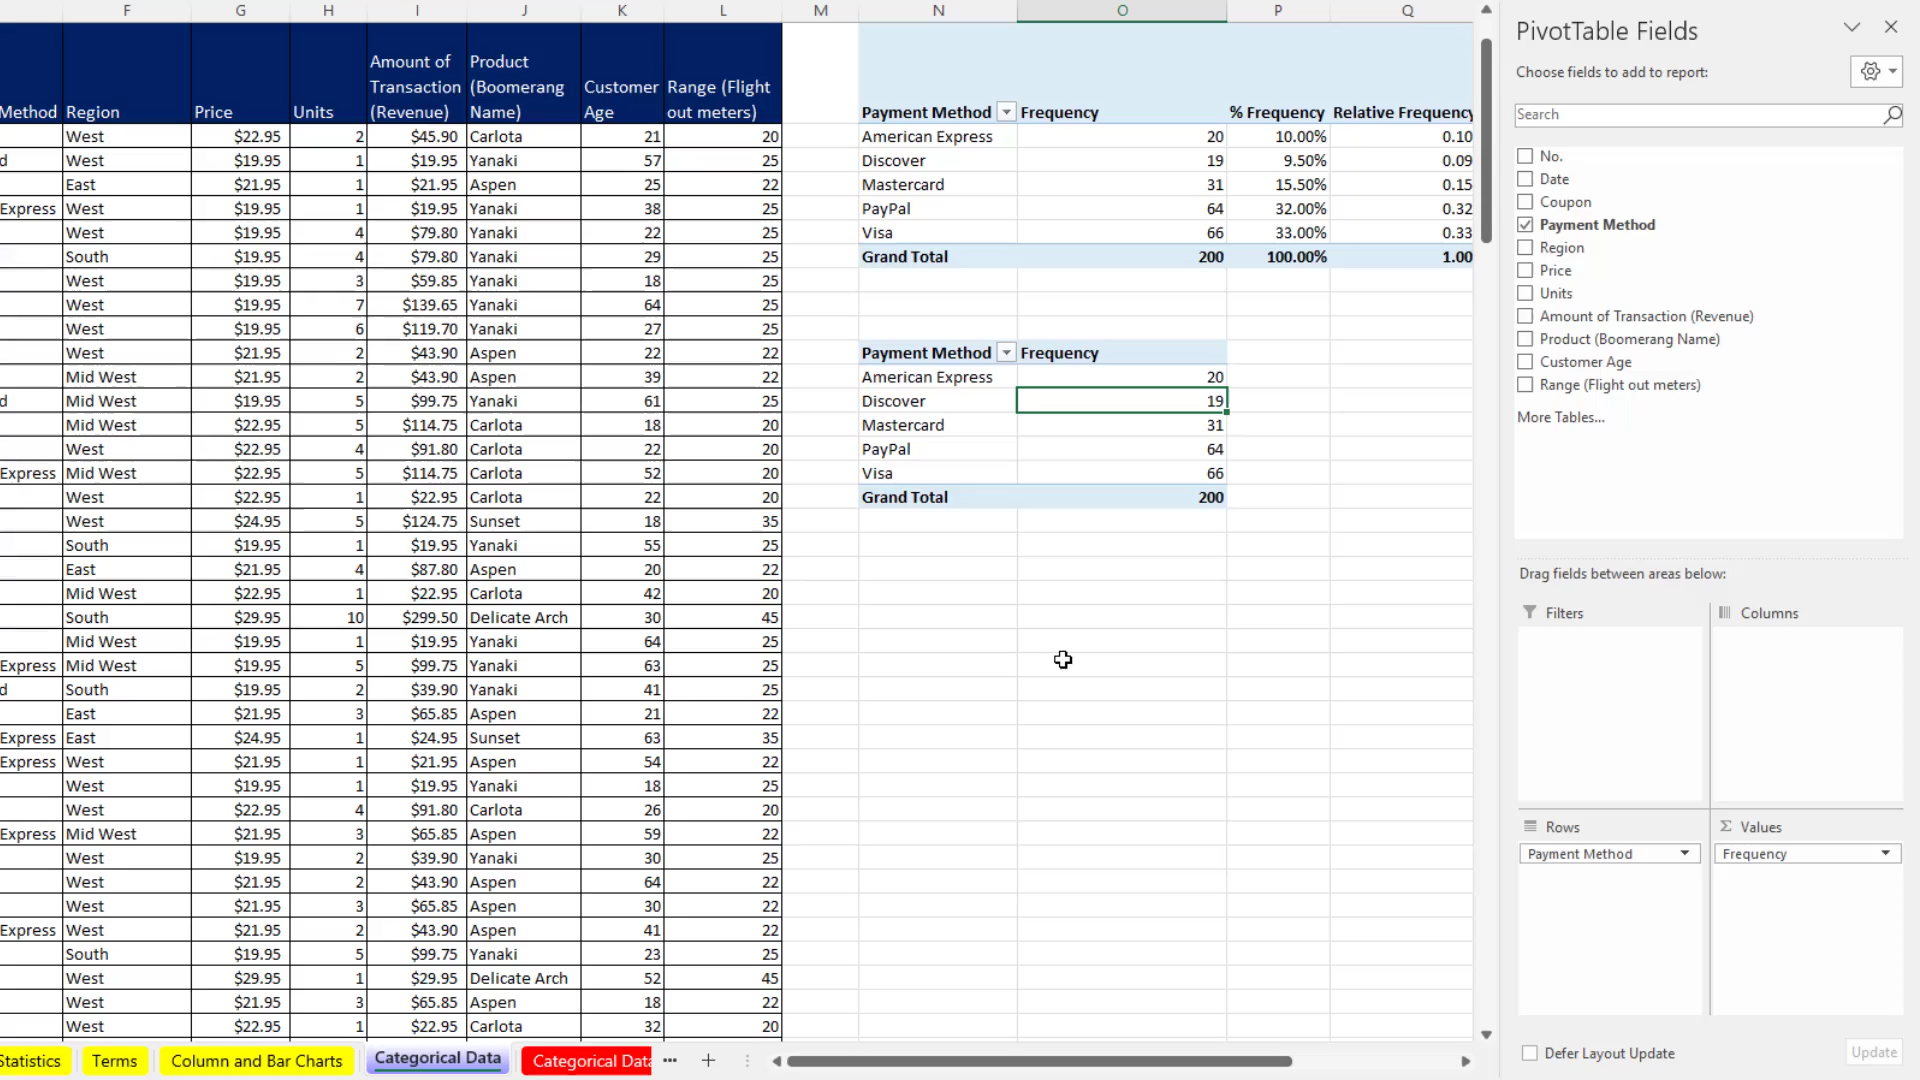 F G H I J K L M N O P Q
Method Region Price Units Amount of Transaction (Revenue) Product (Boomerang Name) Customer Age Range (Flight out meters)
West $22.95 2 $45.90 Carlota 21 20
d West $19.95 1 $19.95 Yanaki 57 25
East $21.95 1 $21.95 Aspen 25 22
Express West $19.95 1 $19.95 Yanaki 38 25
West $19.95 4 $79.80 Yanaki 22 25
South $19.95 4 $79.80 Yanaki 29 25
West $19.95 3 $59.85 Yanaki 18 25
West $19.95 7 $139.65 Yanaki 64 25
West $19.95 6 $119.70 Yanaki 27 25
West $21.95 2 $43.90 Aspen 22 22
Mid West $21.95 2 $43.90 Aspen 39 22
d Mid West $19.95 5 $99.75 Yanaki 61 25
Mid West $22.95 5 $114.75 Carlota 18 20
West $22.95 4 $91.80 Carlota 22 20
Express Mid West $22.95 5 $114.75 Carlota 52 20
West $22.95 1 $22.95 Carlota 22 20
West $24.95 5 $124.75 Sunset 18 35
South $19.95 1 $19.95 Yanaki 55 25
East $21.95 4 $87.80 Aspen 20 22
Mid West $22.95 1 $22.95 Carlota 42 20
South $29.95 10 $299.50 Delicate Arch 30 45
Mid West $19.95 1 $19.95 Yanaki 64 25
Express Mid West $19.95 5 $99.75 Yanaki 63 25
d South $19.95 2 $39.90 Yanaki 41 25
East $21.95 3 $65.85 Aspen 21 22
Express East $24.95 1 $24.95 Sunset 63 35
Express West $21.95 1 $21.95 Aspen 54 22
West $19.95 1 $19.95 Yanaki 18 25
West $22.95 4 $91.80 Carlota 26 20
Express Mid West $21.95 3 $65.85 Aspen 59 22
West $19.95 2 $39.90 Yanaki 30 25
West $21.95 2 $43.90 Aspen 64 22
West $21.95 3 $65.85 Aspen 30 22
Express West $21.95 2 $43.90 Aspen 41 22
South $19.95 5 $99.75 Yanaki 23 25
West $29.95 1 $29.95 Delicate Arch 52 45
West $21.95 3 $65.85 Aspen 18 22
West $22.95 1 $22.95 Carlota 32 20
Payment Method Frequency % Frequency Relative Frequency
American Express 20 10.00% 0.10
Discover 19 9.50% 0.09
Mastercard 31 15.50% 0.15
PayPal 64 32.00% 0.32
Visa 66 33.00% 0.33
Grand Total 200 100.00% 1.00
Payment Method Frequency
American Express 20
Discover 19
Mastercard 31
PayPal 64
Visa 66
Grand Total 200
PivotTable Fields
Choose fields to add to report:
Search
No.
Date
Coupon
Payment Method
Region
Price
Units
Amount of Transaction (Revenue)
Product (Boomerang Name)
Customer Age
Range (Flight out meters)
More Tables...
Drag fields between areas below:
Filters
Columns
Rows
Σ Values
Payment Method
Frequency
Defer Layout Update
Update
Statistics Terms Column and Bar Charts Categorical Data Categorical Data